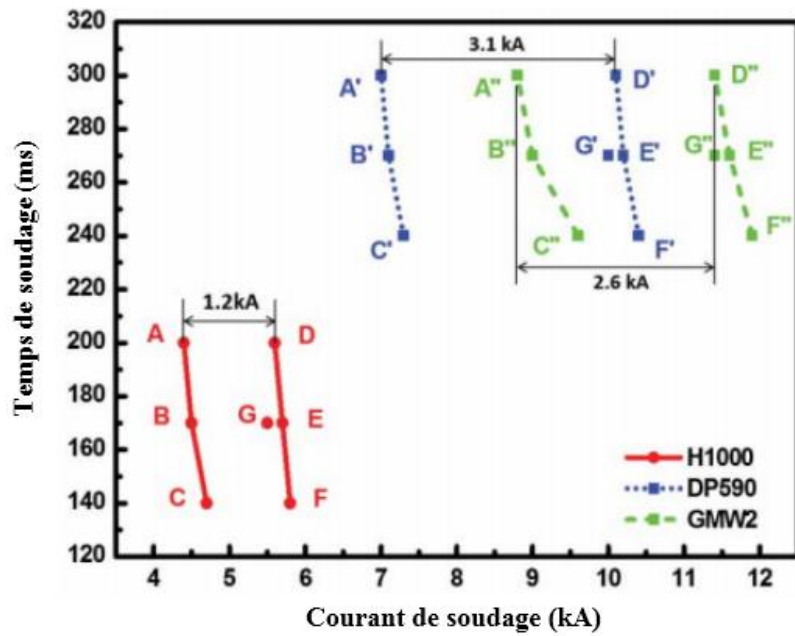 320
300
280
260
240
220
200
180
160
140
120
Temps de soudage (ms)
3.1 kA
A' A" D' D"
B' B" G' E' G" E"
C' C" F' F"
2.6 kA
1.2kA
A D
B G E
C F
H1000
DP590
GMW2
4 5 6 7 8 9 10 11 12
Courant de soudage (kA)